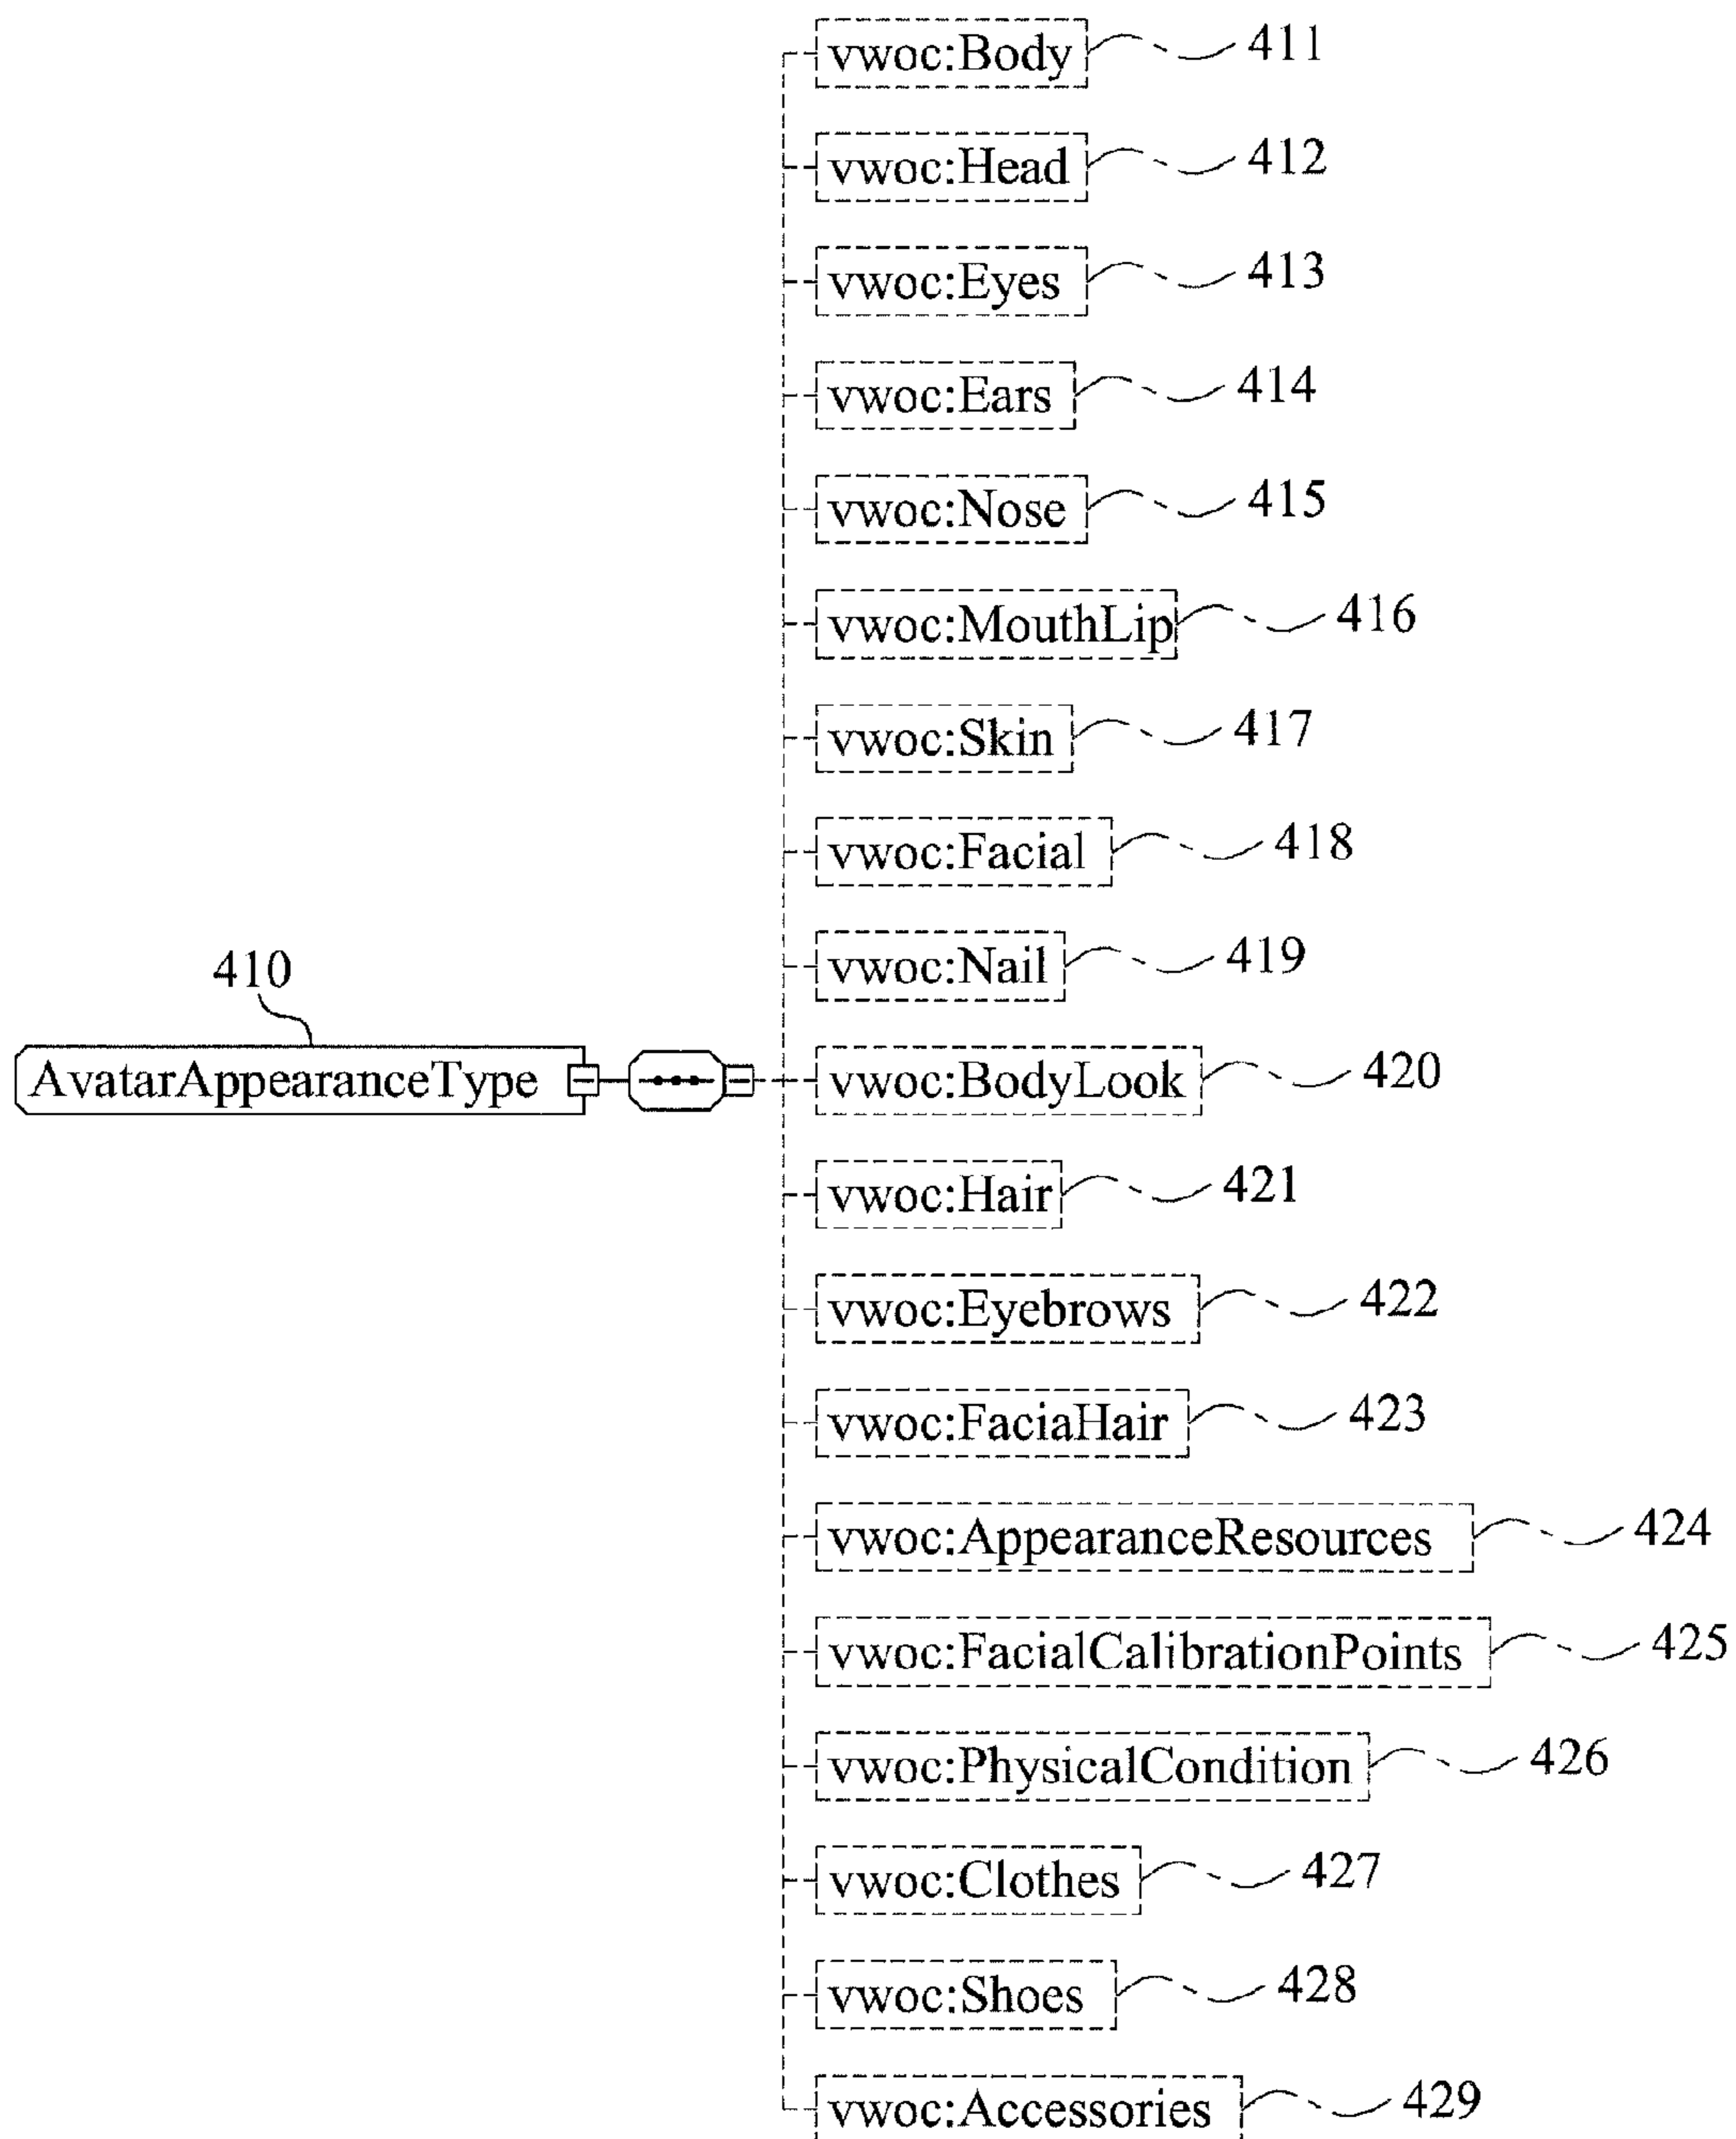 vwoc:Body 411
vwoc:Head 412
vwoc:Eyes 413
vwoc:Ears 414
vwoc:Nose 415
vwoc:MouthLip 416
vwoc:Skin 417
vwoc:Facial 418
vwoc:Nail 419
410
AvatarAppearanceType
vwoc:BodyLook 420
vwoc:Hair 421
vwoc:Eyebrows 422
vwoc:FaciaHair 423
vwoc:AppearanceResources 424
vwoc:FacialCalibrationPoints 425
vwoc:PhysicalCondition 426
vwoc:Clothes 427
vwoc:Shoes 428
vwoc:Accessories 429